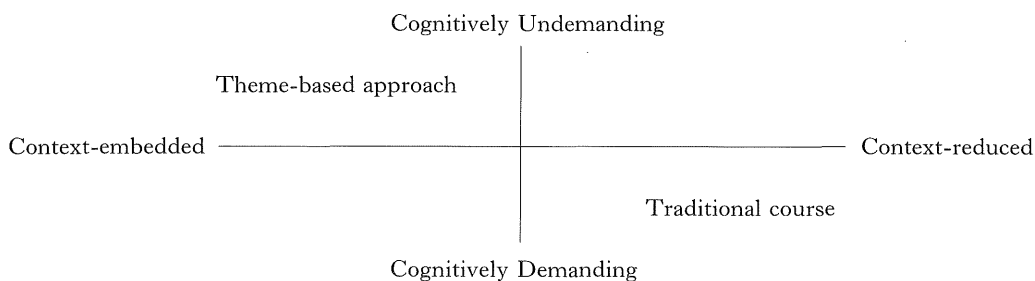 Cognitively Undemanding
Theme-based approach
Context-embedded
Context-reduced
Traditional course
Cognitively Demanding